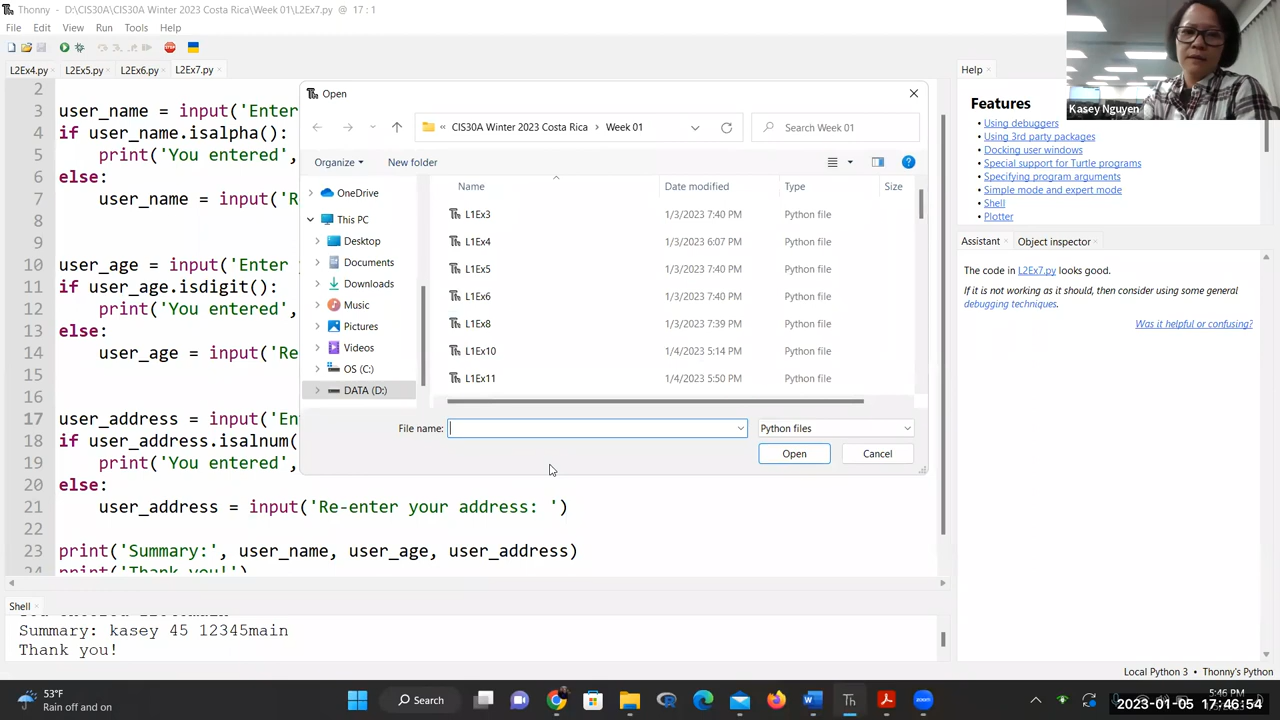 Thonny - D:\CIS30A\CIS30A Winter 2023 Costa Rica\Week 01\L2Ex7.py @ 17 : 1
File Edit View Run Tools Help
L2Ex4.py L2Ex5.py L2Ex6.py L2Ex7.py
2
3 user_name = input('Enter
4 if user_name.isalpha():
5 print('You entered',
6 else:
7 user_name = input('R
8
9
10 user_age = input('Enter
11 if user_age.isdigit():
12 print('You entered',
13 else:
14 user_age = input('Re
15
16
17 user_address = input('En
18 if user_address.isalnum(
19 print('You entered',
20 else:
21 user_address = input('Re-enter your address: ')
22
23 print('Summary:', user_name, user_age, user_address)
24 print('Thank you!')
Open
« CIS30A Winter 2023 Costa Rica › Week 01
Search Week 01
Organize New folder
OneDrive
This PC
Desktop
Documents
Downloads
Music
Pictures
Videos
OS (C:)
DATA (D:)
Name Date modified Type Size
L1Ex3 1/3/2023 7:40 PM Python file
L1Ex4 1/3/2023 6:07 PM Python file
L1Ex5 1/3/2023 7:40 PM Python file
L1Ex6 1/3/2023 7:40 PM Python file
L1Ex8 1/3/2023 7:39 PM Python file
L1Ex10 1/4/2023 5:14 PM Python file
L1Ex11 1/4/2023 5:50 PM Python file
File name: Python files
Open Cancel
Kasey Nguyen
Help
Features
Using debuggers
Using 3rd party packages
Docking user windows
Special support for Turtle programs
Specifying program arguments
Simple mode and expert mode
Shell
Plotter
Assistant Object inspector
The code in L2Ex7.py looks good.
If it is not working as it should, then consider using some general
debugging techniques.
Was it helpful or confusing?
Shell
Summary: kasey 45 12345main
Thank you!
Local Python 3 • Thonny's Python
53°F
Rain off and on
Search
5:46 PM
2023-01-05 17:46:54